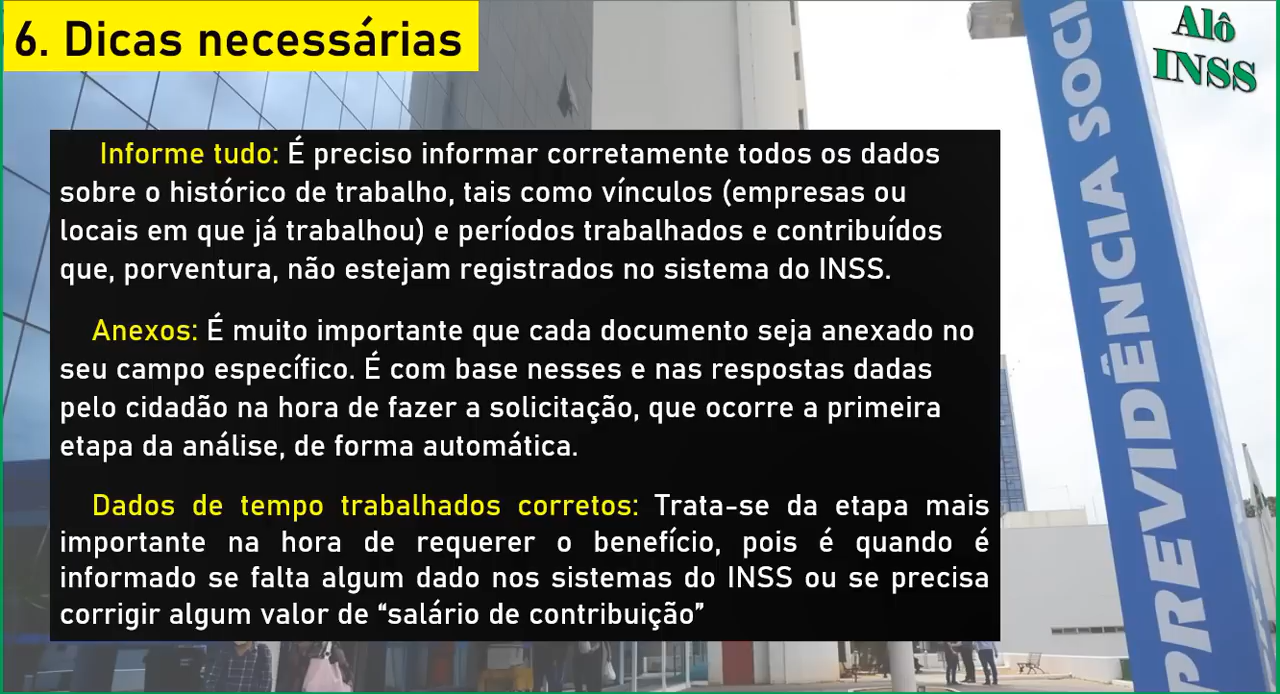 6. Dicas necessárias
Alô
INSS
PREVIDÊNCIA SOCI
Informe tudo: É preciso informar corretamente todos os dados
sobre o histórico de trabalho, tais como vínculos (empresas ou
locais em que já trabalhou) e períodos trabalhados e contribuídos
que, porventura, não estejam registrados no sistema do INSS.
Anexos: É muito importante que cada documento seja anexado no
seu campo específico. É com base nesses e nas respostas dadas
pelo cidadão na hora de fazer a solicitação, que ocorre a primeira
etapa da análise, de forma automática.
Dados de tempo trabalhados corretos: Trata-se da etapa mais
importante na hora de requerer o benefício, pois é quando é
informado se falta algum dado nos sistemas do INSS ou se precisa
corrigir algum valor de “salário de contribuição”